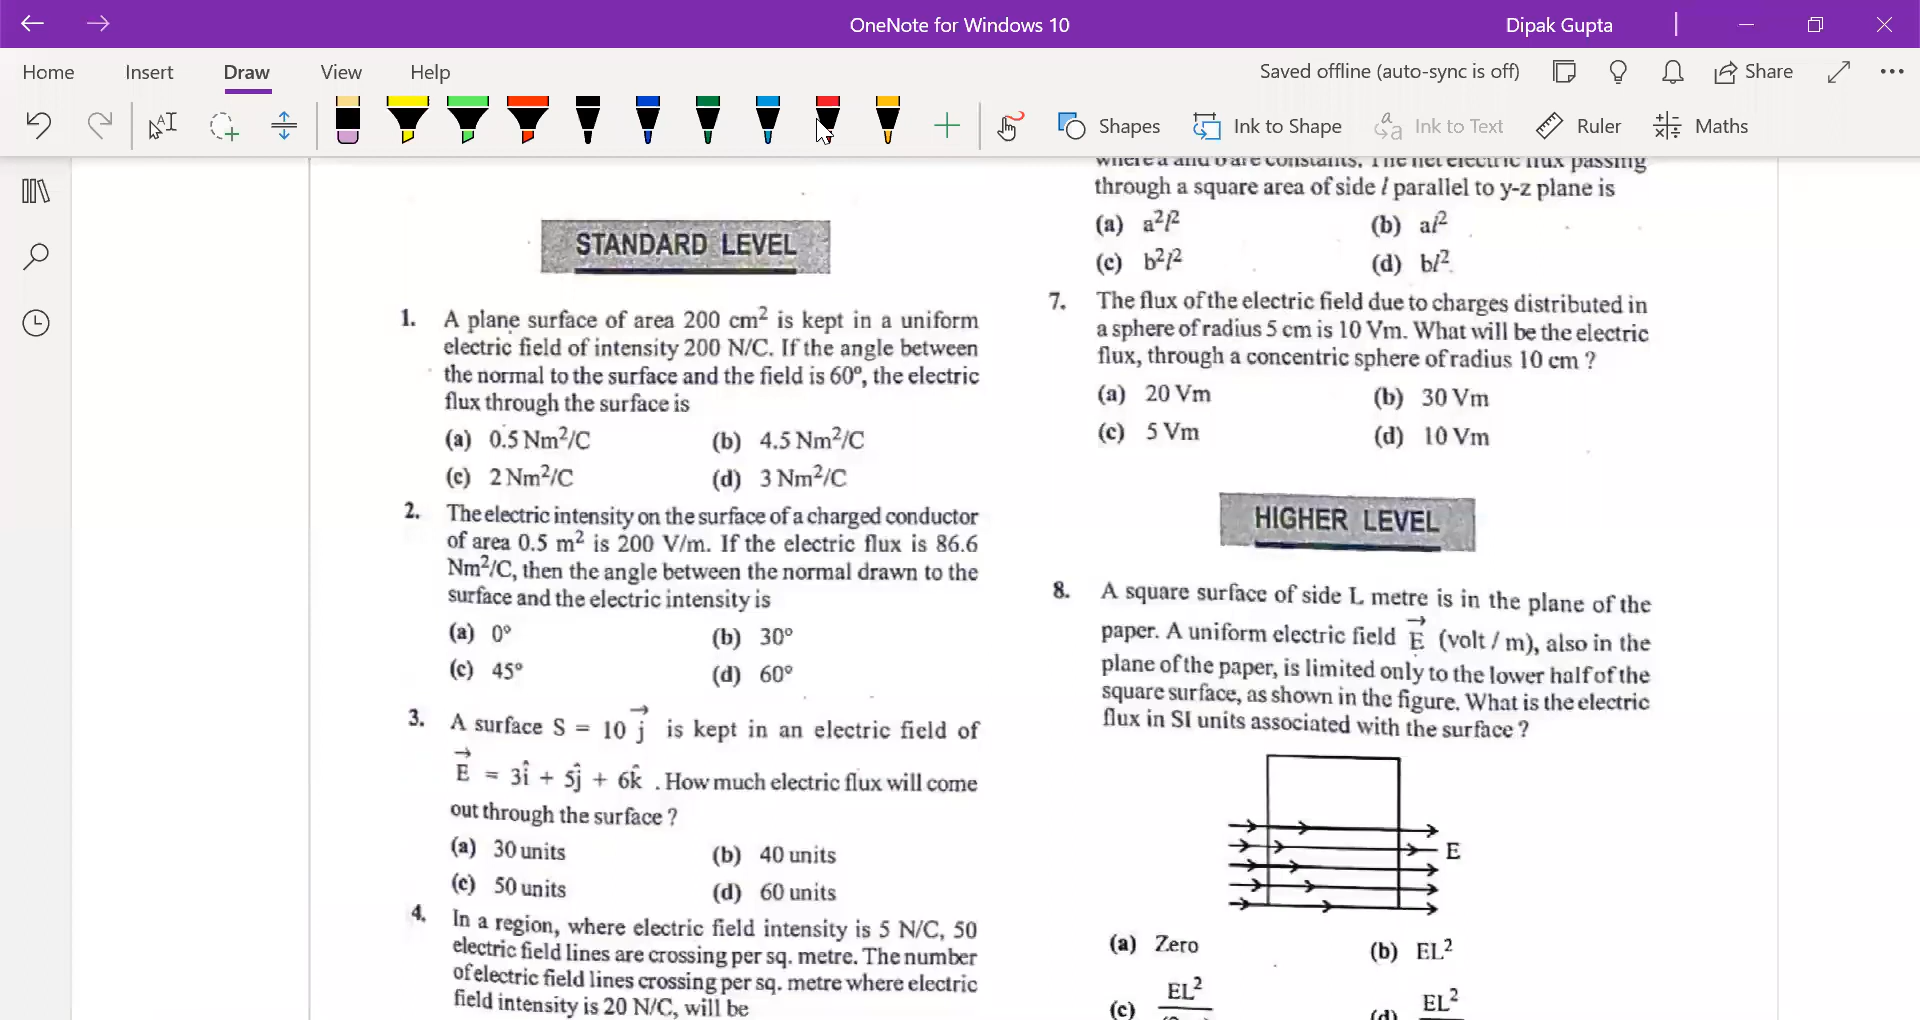 OneNote for Windows 10
Dipak Gupta
Home Insert Draw View Help
Saved offline (auto-sync is off)
Share
Shapes
Ink to Shape
Ink to Text
Ruler
Maths
STANDARD LEVEL
1. A plane surface of area 200 cm² is kept in a uniform
electric field of intensity 200 N/C. If the angle between
the normal to the surface and the field is 60º, the electric
flux through the surface is
(a) 0.5 Nm²/C (b) 4.5 Nm²/C
(c) 2 Nm²/C (d) 3 Nm²/C
2. The electric intensity on the surface of a charged conductor
of area 0.5 m² is 200 V/m. If the electric flux is 86.6
Nm²/C, then the angle between the normal drawn to the
surface and the electric intensity is
(a) 0º (b) 30º
(c) 45º (d) 60º
3. A surface S = 10 j⃗ is kept in an electric field of
E⃗ = 3î + 5ĵ + 6k̂ . How much electric flux will come
out through the surface ?
(a) 30 units (b) 40 units
(c) 50 units (d) 60 units
4. In a region, where electric field intensity is 5 N/C, 50
electric field lines are crossing per sq. metre. The number
of electric field lines crossing per sq. metre where electric
field intensity is 20 N/C, will be
where a and b are constants. The net electric flux passing
through a square area of side l parallel to y-z plane is
(a) a²l² (b) al²
(c) b²l² (d) bl²
7. The flux of the electric field due to charges distributed in
a sphere of radius 5 cm is 10 Vm. What will be the electric
flux, through a concentric sphere of radius 10 cm ?
(a) 20 Vm (b) 30 Vm
(c) 5 Vm (d) 10 Vm
HIGHER LEVEL
8. A square surface of side L metre is in the plane of the
paper. A uniform electric field E⃗ (volt / m), also in the
plane of the paper, is limited only to the lower half of the
square surface, as shown in the figure. What is the electric
flux in SI units associated with the surface ?
E
(a) Zero (b) EL²
(c) EL² (d) EL²